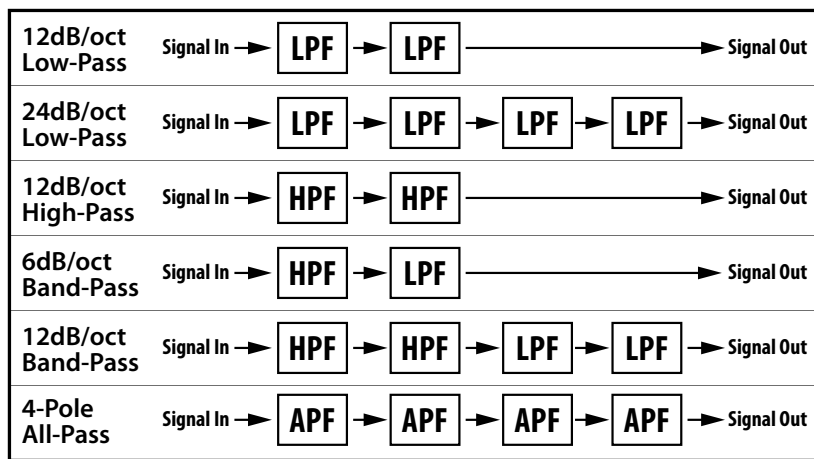 12dB/oct
Low-Pass
Signal In LPF LPF Signal Out
24dB/oct
Low-Pass
Signal In LPF LPF LPF LPF Signal Out
12dB/oct
High-Pass
Signal In HPF HPF Signal Out
6dB/oct
Band-Pass
Signal In HPF LPF Signal Out
12dB/oct
Band-Pass
Signal In HPF HPF LPF LPF Signal Out
4-Pole
All-Pass
Signal In APF APF APF APF Signal Out